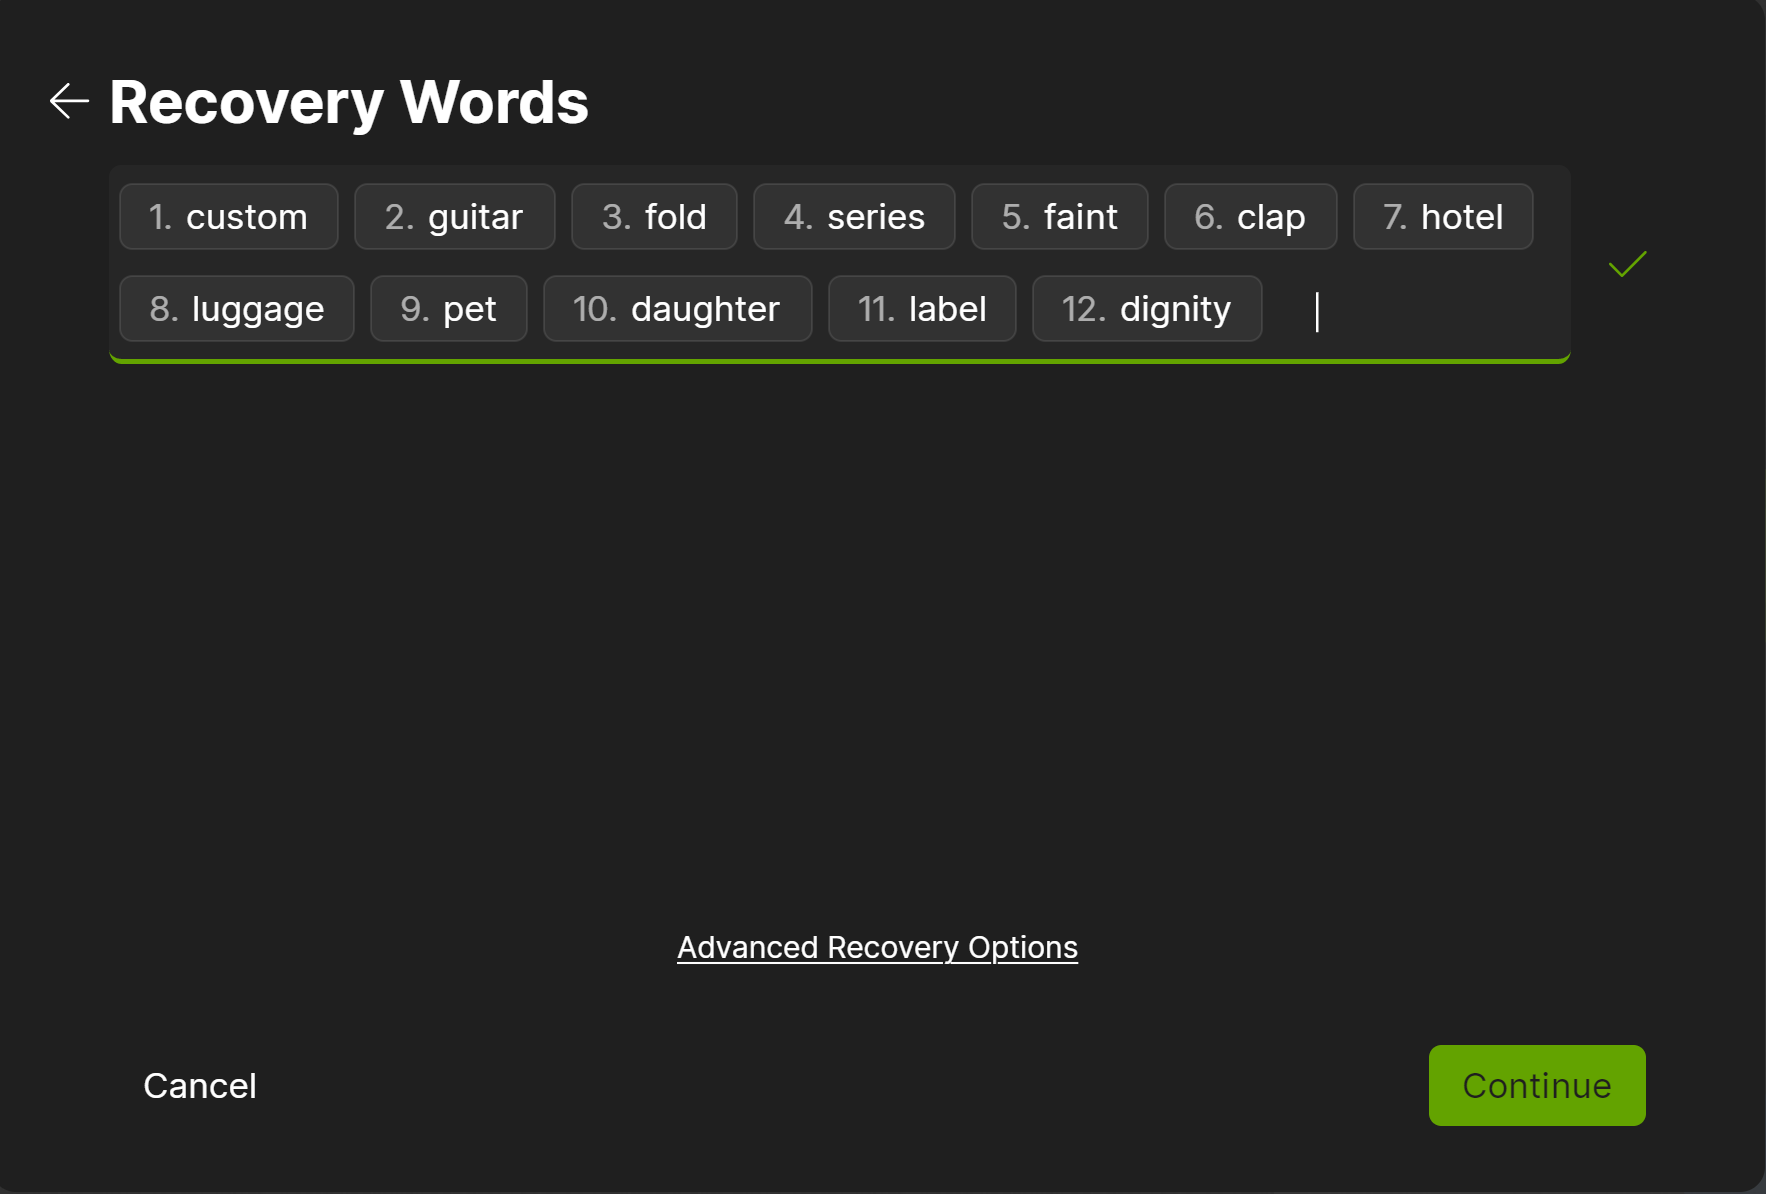 Recovery Words
1. custom 2. guitar 3. fold 4. series 5. faint 6. clap 7. hotel
8. luggage 9. pet 10. daughter 11. label 12. dignity
Advanced Recovery Options
Cancel Continue